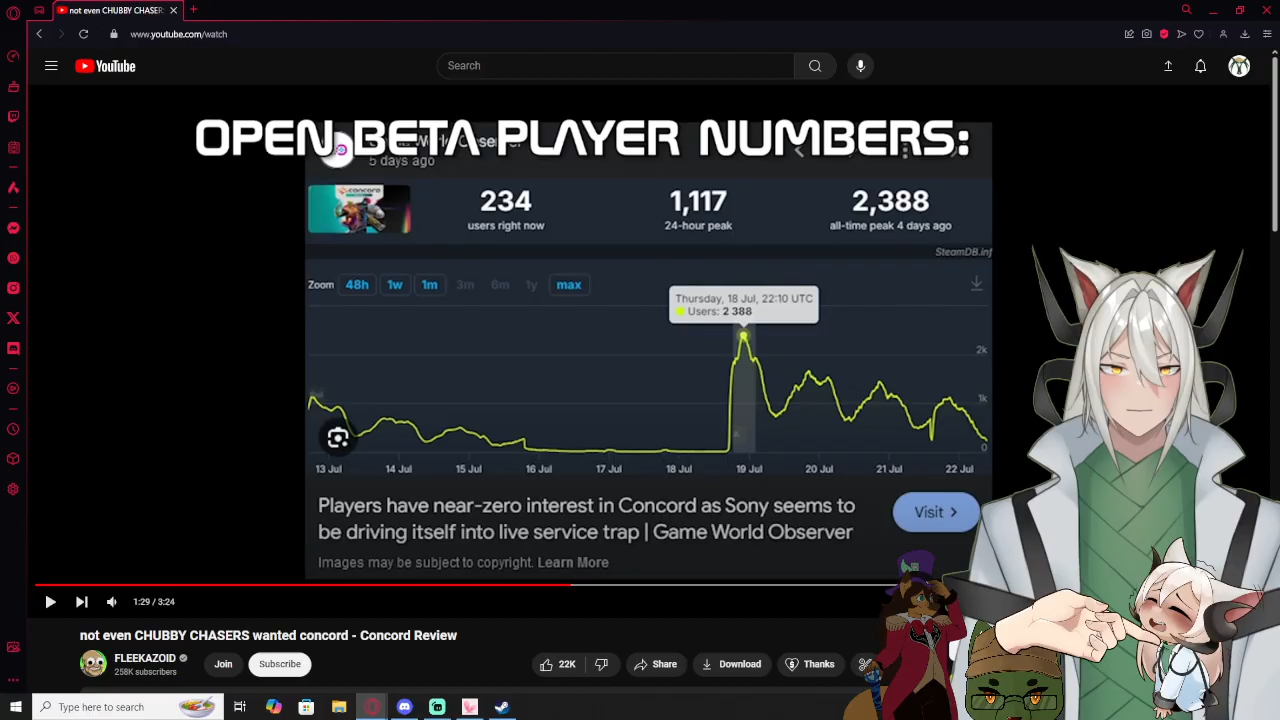 not even CHUBBY CHASERS
www.youtube.com/watch
YouTube
Search
OPEN BETA PLAYER NUMBERS:
5 days ago
CONCORD
234
users right now
1,117
24-hour peak
2,388
all-time peak 4 days ago
SteamDB.inf
Zoom 48h 1w 1m 3m 6m 1y max
Thursday, 18 Jul, 22:10 UTC
Users: 2 388
2k
1k
0
13 Jul 14 Jul 15 Jul 16 Jul 17 Jul 18 Jul 19 Jul 20 Jul 21 Jul 22 Jul
Players have near-zero interest in Concord as Sony seems to
be driving itself into live service trap | Game World Observer
Visit
Images may be subject to copyright. Learn More
1:29 / 3:24
not even CHUBBY CHASERS wanted concord - Concord Review
FLEEKAZOID
258K subscribers
Join
Subscribe
22K
Share
Download
Thanks
Type here to search